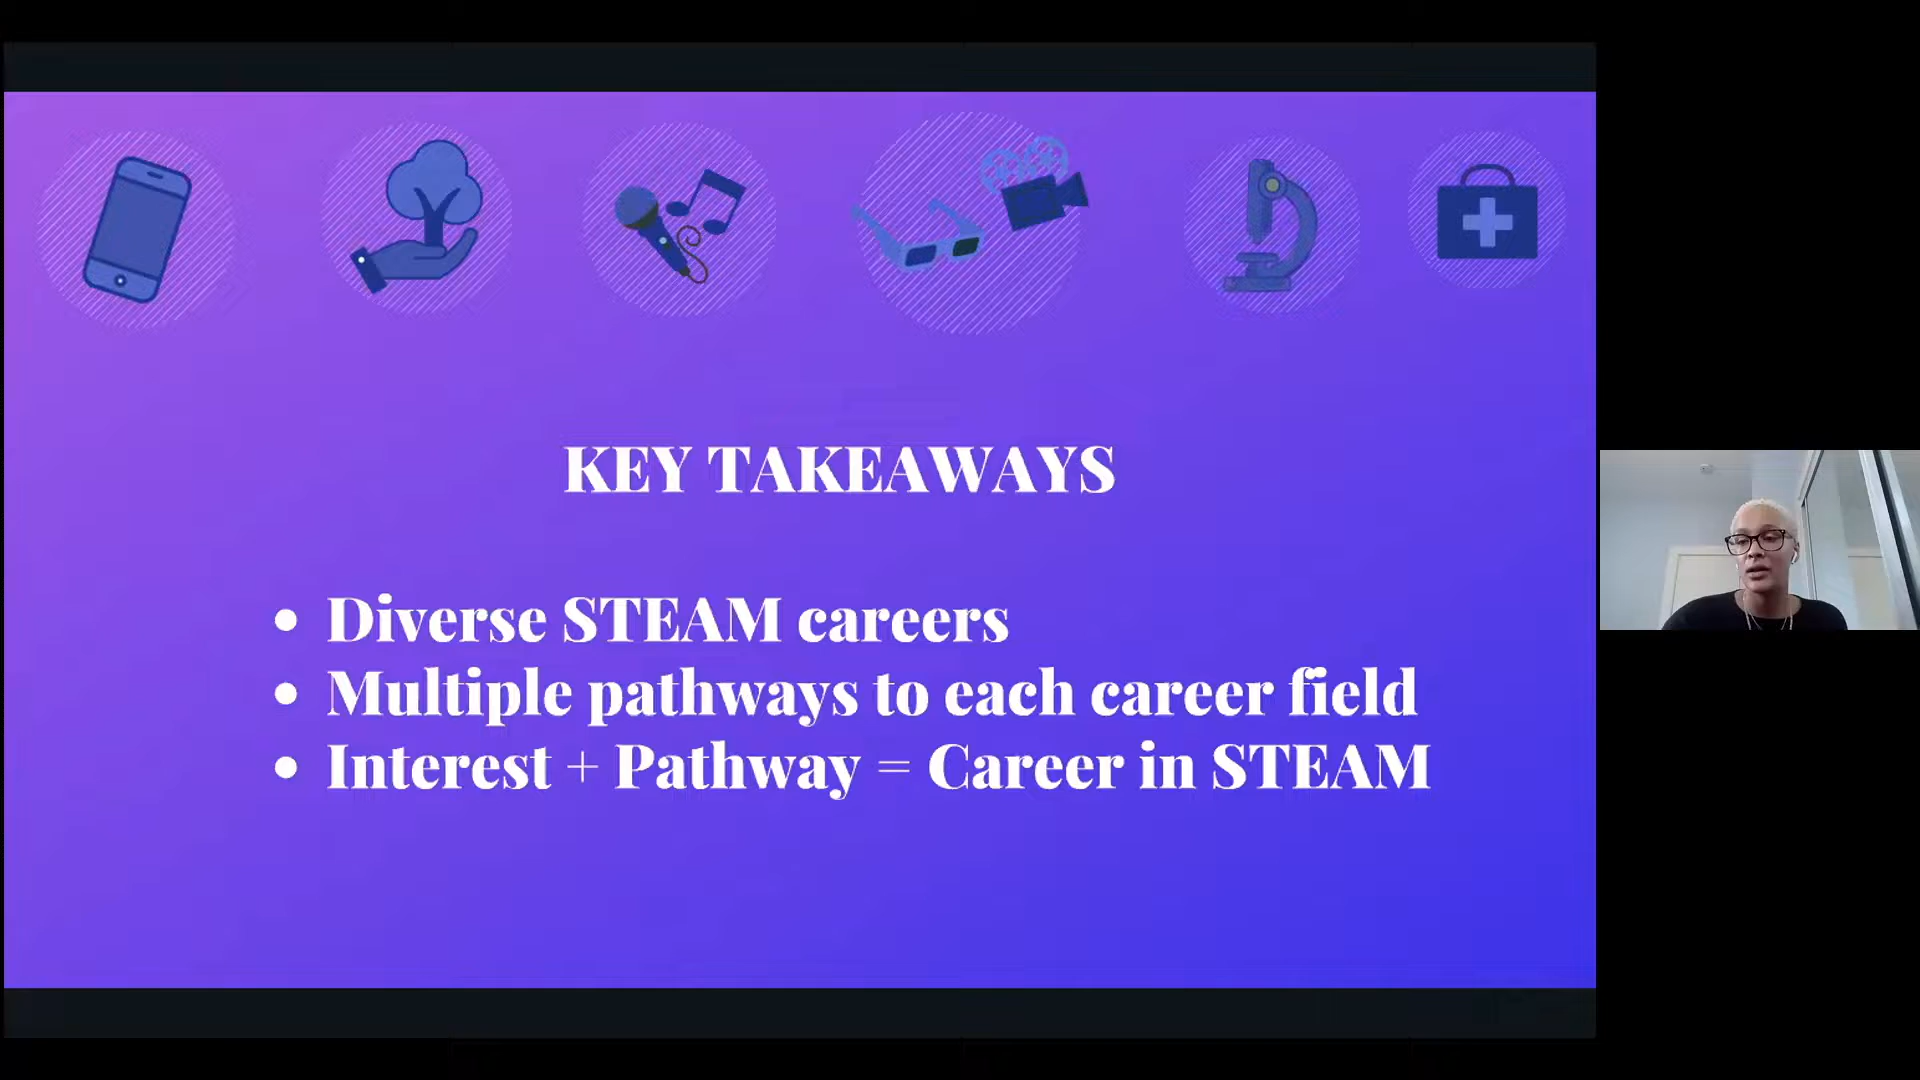 KEY TAKEAWAYS
• Diverse STEAM careers
• Multiple pathways to each career field
• Interest + Pathway = Career in STEAM